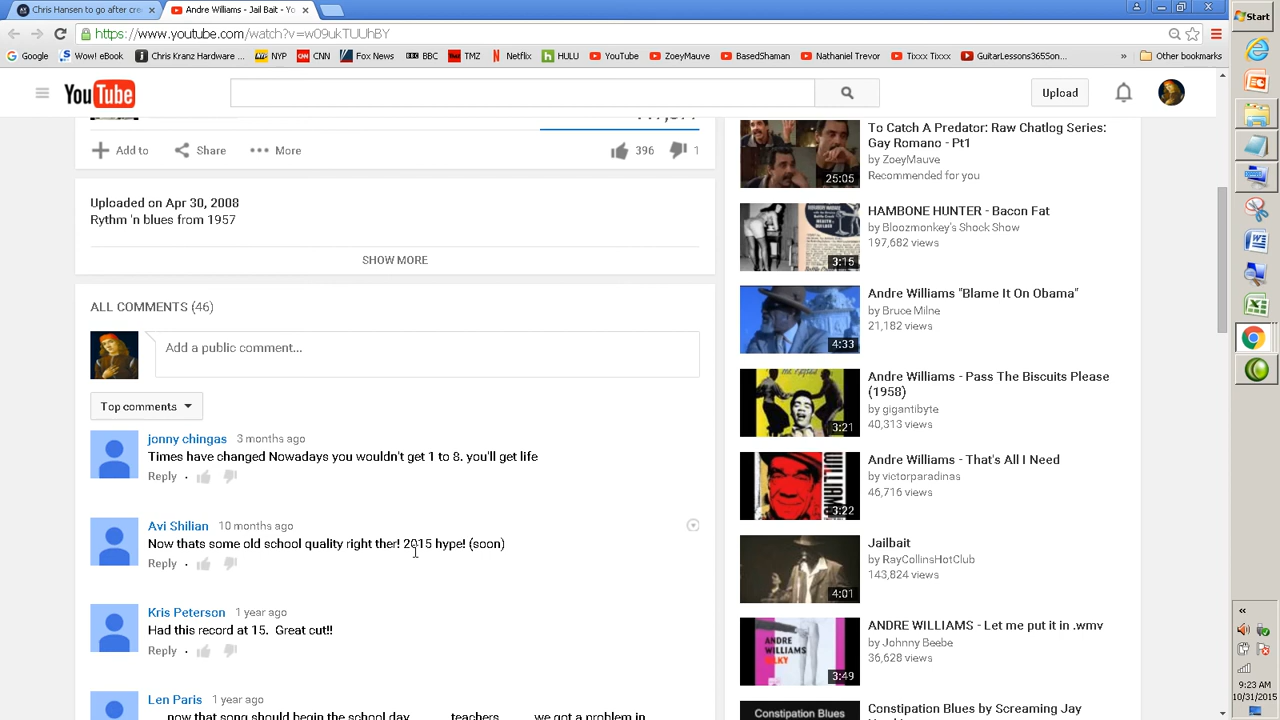 Chris Hansen to go after cre
Andre Williams - Jail Bait - Yo
Start
https://www.youtube.com/watch?v=w09ukTUUhBY
Google
Wow! eBook
Chris Kranz Hardware ...
NYP
CNN
Fox News
BBC
TMZ
Netflix
HULU
YouTube
ZoeyMauve
BasedShaman
Nathaniel Trevor
Tixxx Tixxx
GuitarLessons365Son...
»
Other bookmarks
YouTube
Upload
Add to
Share
More
396
1
Uploaded on Apr 30, 2008
from 1957
SHOW MORE
ALL COMMENTS (46)
Add a public comment...
Top comments
jonny chingas 3 months ago
Times have changed Nowadays you wouldn't get 1 to 8. you'll get life
Reply ·
Avi Shilian 10 months ago
Now thats some old school quality right ther! 2015 hype! (soon)
Reply ·
Kris Peterson 1 year ago
Had this record at 15.  Great cut!!
Reply ·
Len Paris 1 year ago
should begin
teachers
we got a problem in
To Catch A Predator: Raw Chatlog Series:
Gay Romano - Pt1
by ZoeyMauve
Recommended for you
25:05
HAMBONE HUNTER - Bacon Fat
by Bloozmonkey's Shock Show
197,682 views
3:15
Andre Williams "Blame It On Obama"
by Bruce Milne
21,182 views
4:33
Andre Williams - Pass The Biscuits Please
(1958)
by gigantibyte
40,313 views
3:21
Andre Williams - That's All I Need
by victorparadinas
46,716 views
WILLIAMS
3:22
Jailbait
by RayCollinsHotClub
143,824 views
4:01
ANDRE WILLIAMS - Let me put it in .wmv
by Johnny Beebe
36,628 views
ANDRE
WILLIAMS
SILKY
3:49
Constipation Blues by Screaming Jay
Constipation Blues
«
9:23 AM
10/31/2015